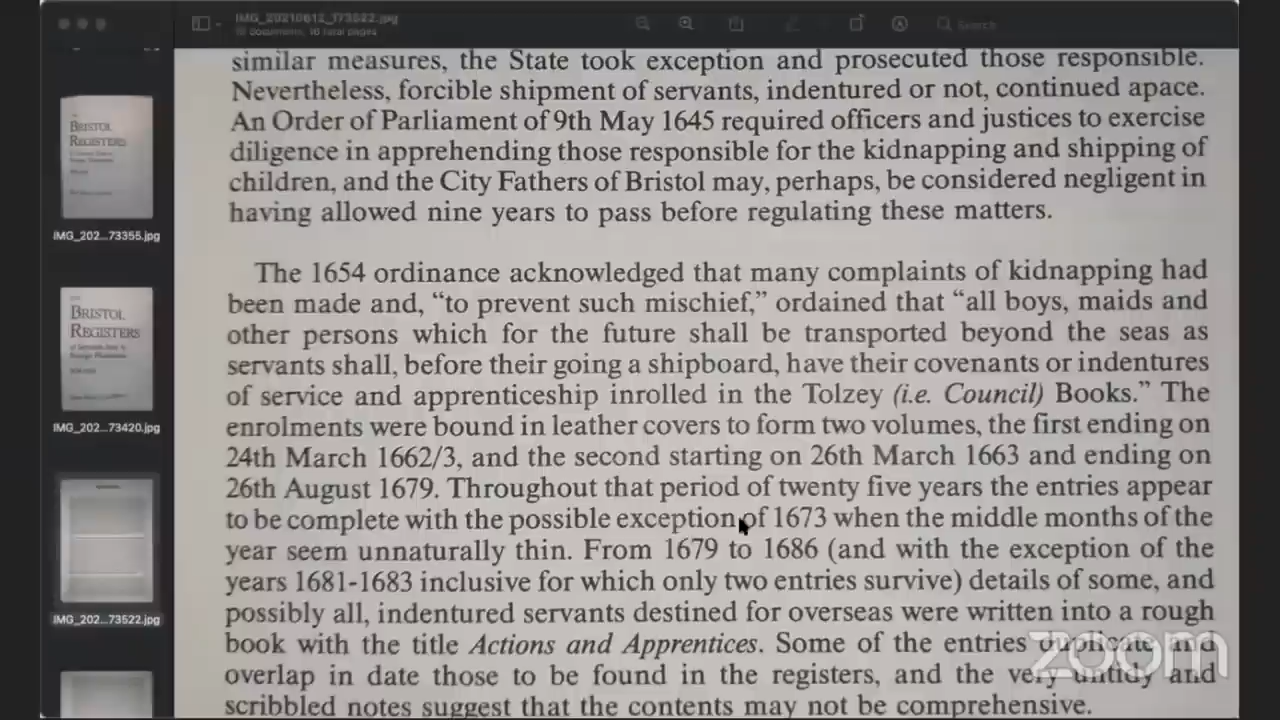 IMG_20210612_173522.jpg
Search
similar measures, the State took exception and prosecuted those responsible.
Nevertheless, forcible shipment of servants, indentured or not, continued apace.
An Order of Parliament of 9th May 1645 required officers and justices to exercise
diligence in apprehending those responsible for the kidnapping and shipping of
children, and the City Fathers of Bristol may, perhaps, be considered negligent in
having allowed nine years to pass before regulating these matters.
The 1654 ordinance acknowledged that many complaints of kidnapping had
been made and, “to prevent such mischief,” ordained that “all boys, maids and
other persons which for the future shall be transported beyond the seas as
servants shall, before their going a shipboard, have their covenants or indentures
of service and apprenticeship inrolled in the Tolzey (i.e. Council) Books.” The
enrolments were bound in leather covers to form two volumes, the first ending on
24th March 1662/3, and the second starting on 26th March 1663 and ending on
26th August 1679. Throughout that period of twenty five years the entries appear
to be complete with the possible exception of 1673 when the middle months of the
year seem unnaturally thin. From 1679 to 1686 (and with the exception of the
years 1681-1683 inclusive for which only two entries survive) details of some, and
possibly all, indentured servants destined for overseas were written into a rough
book with the title Actions and Apprentices. Some of the entries duplicate and
overlap in date those to be found in the registers, and the very untidy and
scribbled notes suggest that the contents may not be comprehensive.
BRISTOL
REGISTERS
IMG_202...73355.jpg
BRISTOL
REGISTERS
IMG_202...73420.jpg
IMG_202...73522.jpg
zoom